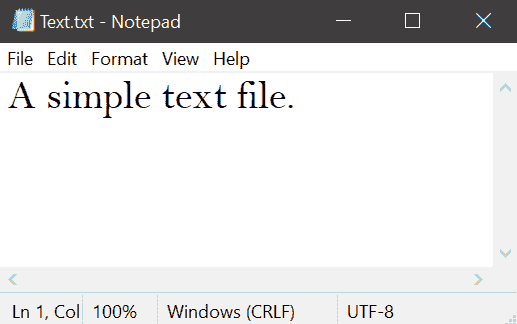 Text.txt - Notepad
File Edit Format View Help
A simple text file.
Ln 1, Col 100% Windows (CRLF) UTF-8